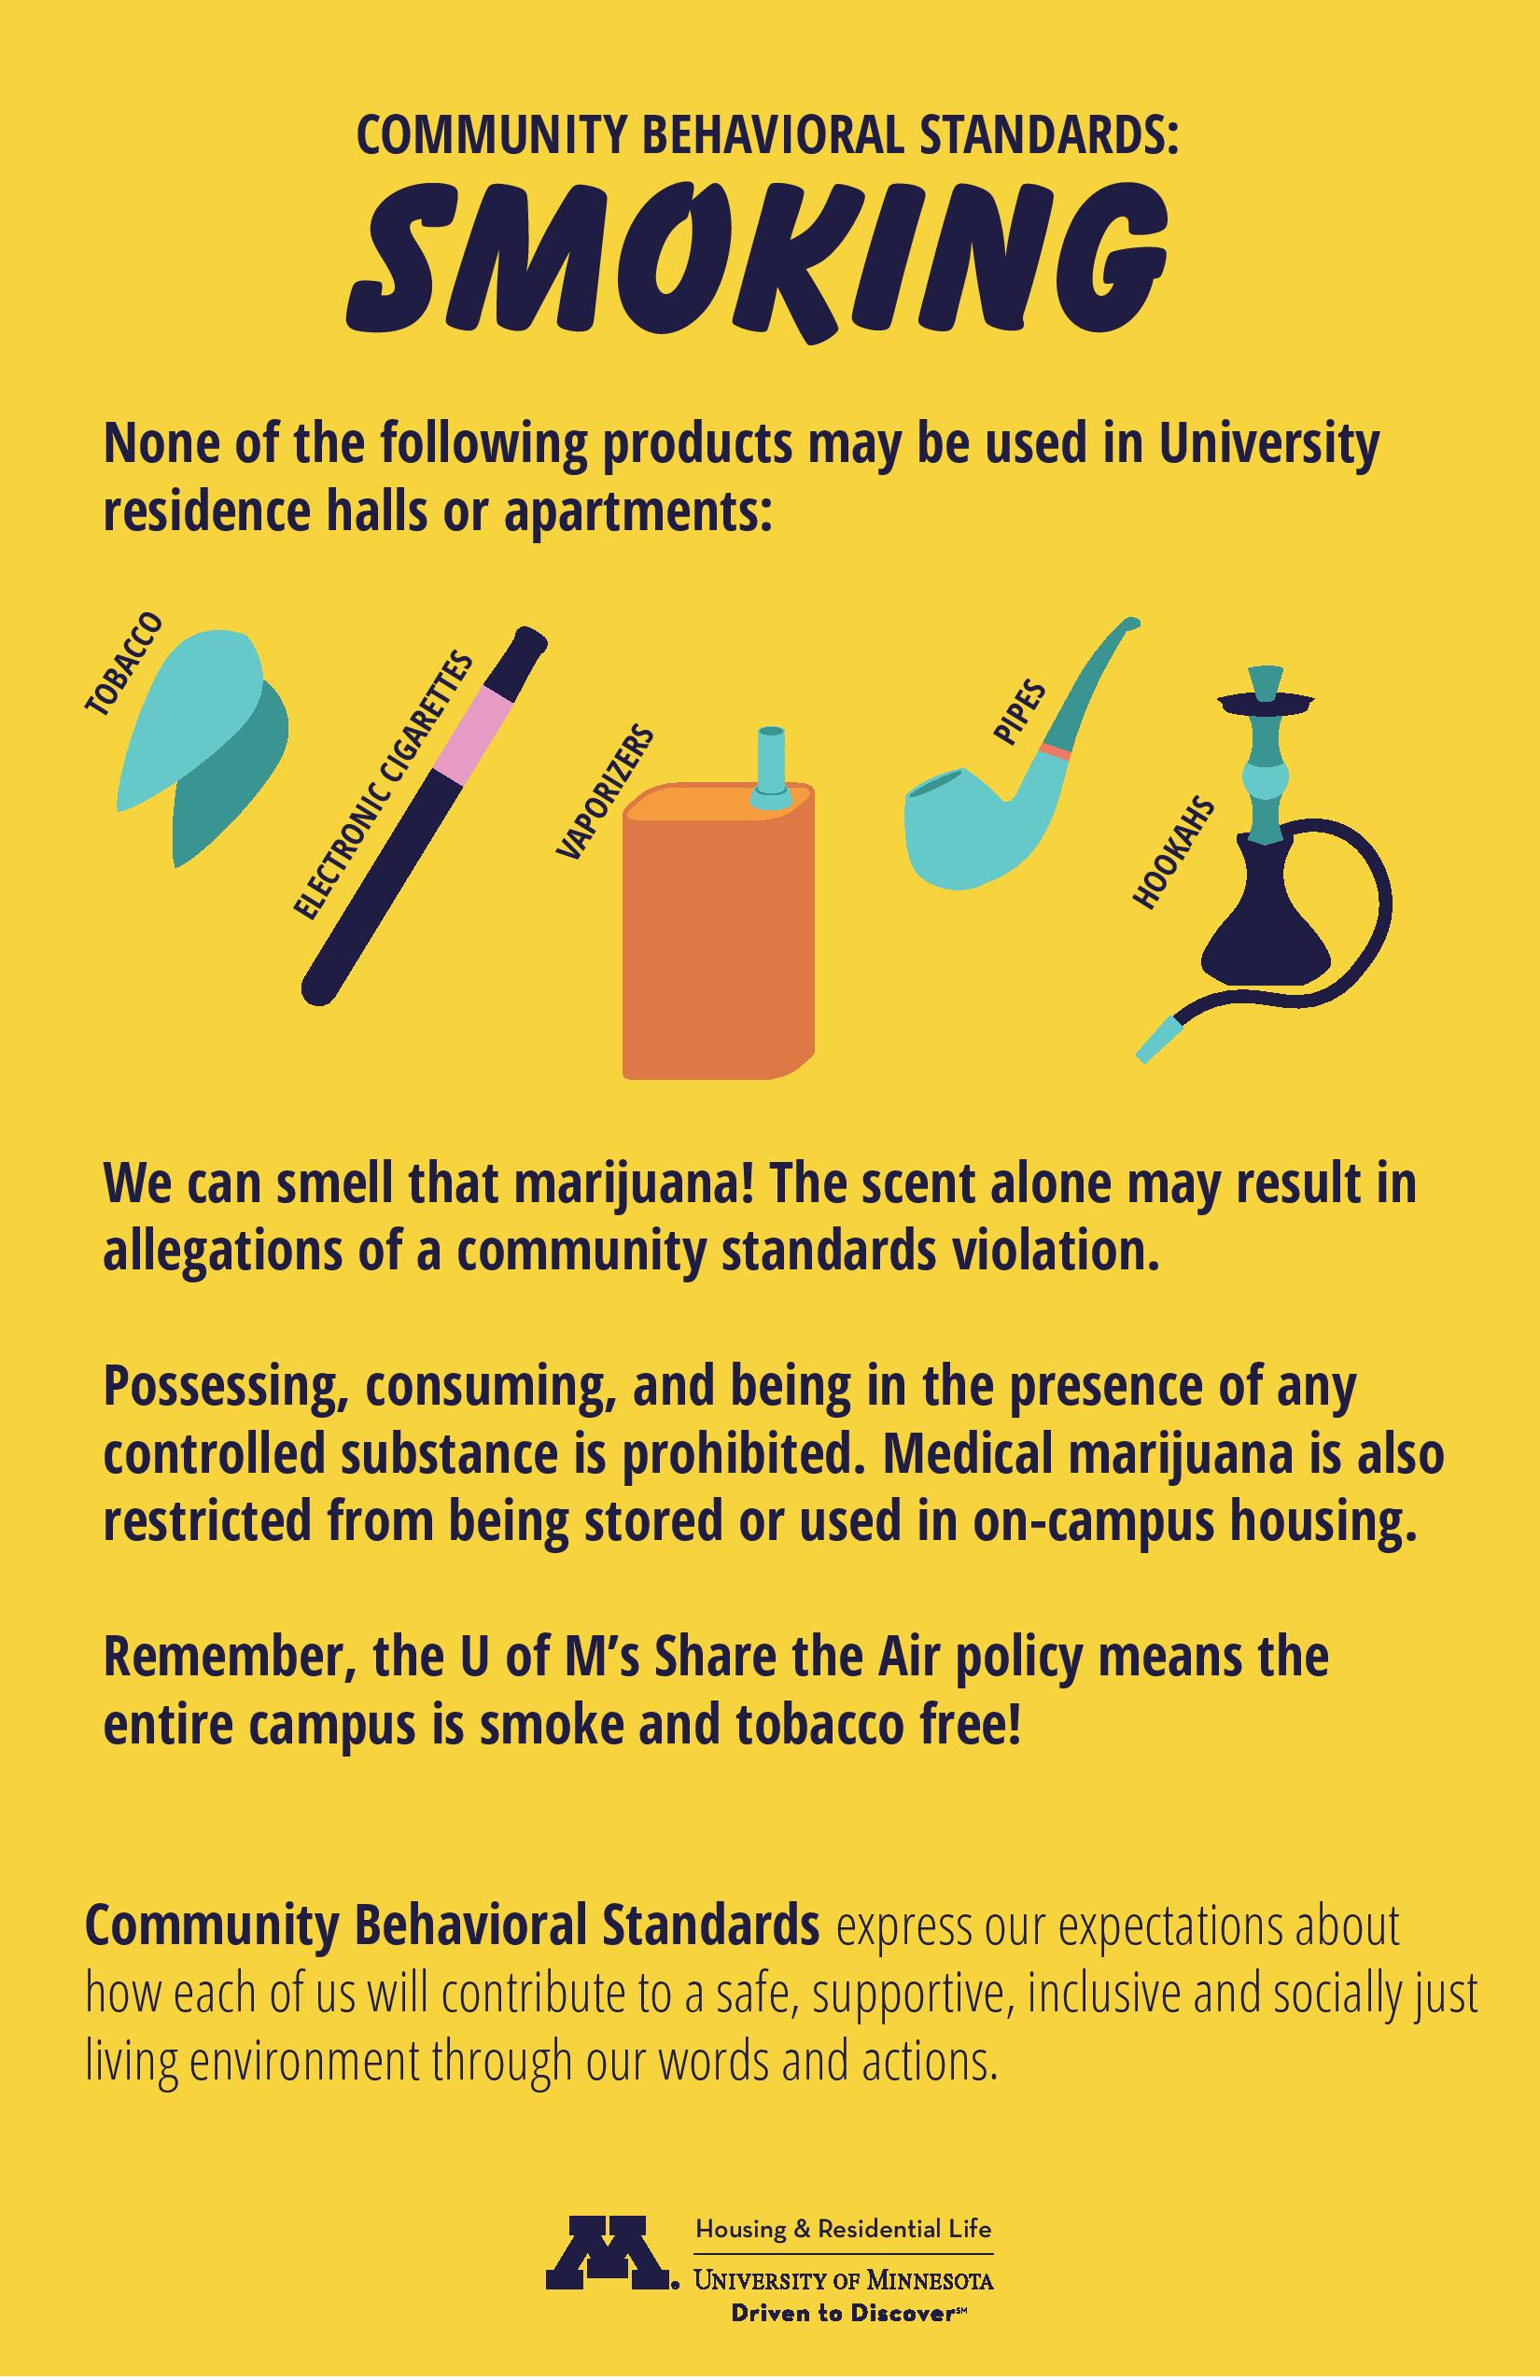 COMMUNITY BEHAVIORAL STANDARDS:
SMOKING
None of the following products may be used in University
residence halls or apartments:
TOBACCO
ELECTRONIC CIGARETTES
VAPORIZERS
PIPES
HOOKAHS
We can smell that marijuana! The scent alone may result in
allegations of a community standards violation.
Possessing, consuming, and being in the presence of any
controlled substance is prohibited. Medical marijuana is also
restricted from being stored or used in on-campus housing.
Remember, the U of M’s Share the Air policy means the
entire campus is smoke and tobacco free!
Community Behavioral Standards express our expectations about
how each of us will contribute to a safe, supportive, inclusive and socially just
living environment through our words and actions.
M.
Housing & Residential Life
UNIVERSITY OF MINNESOTA
Driven to Discover℠